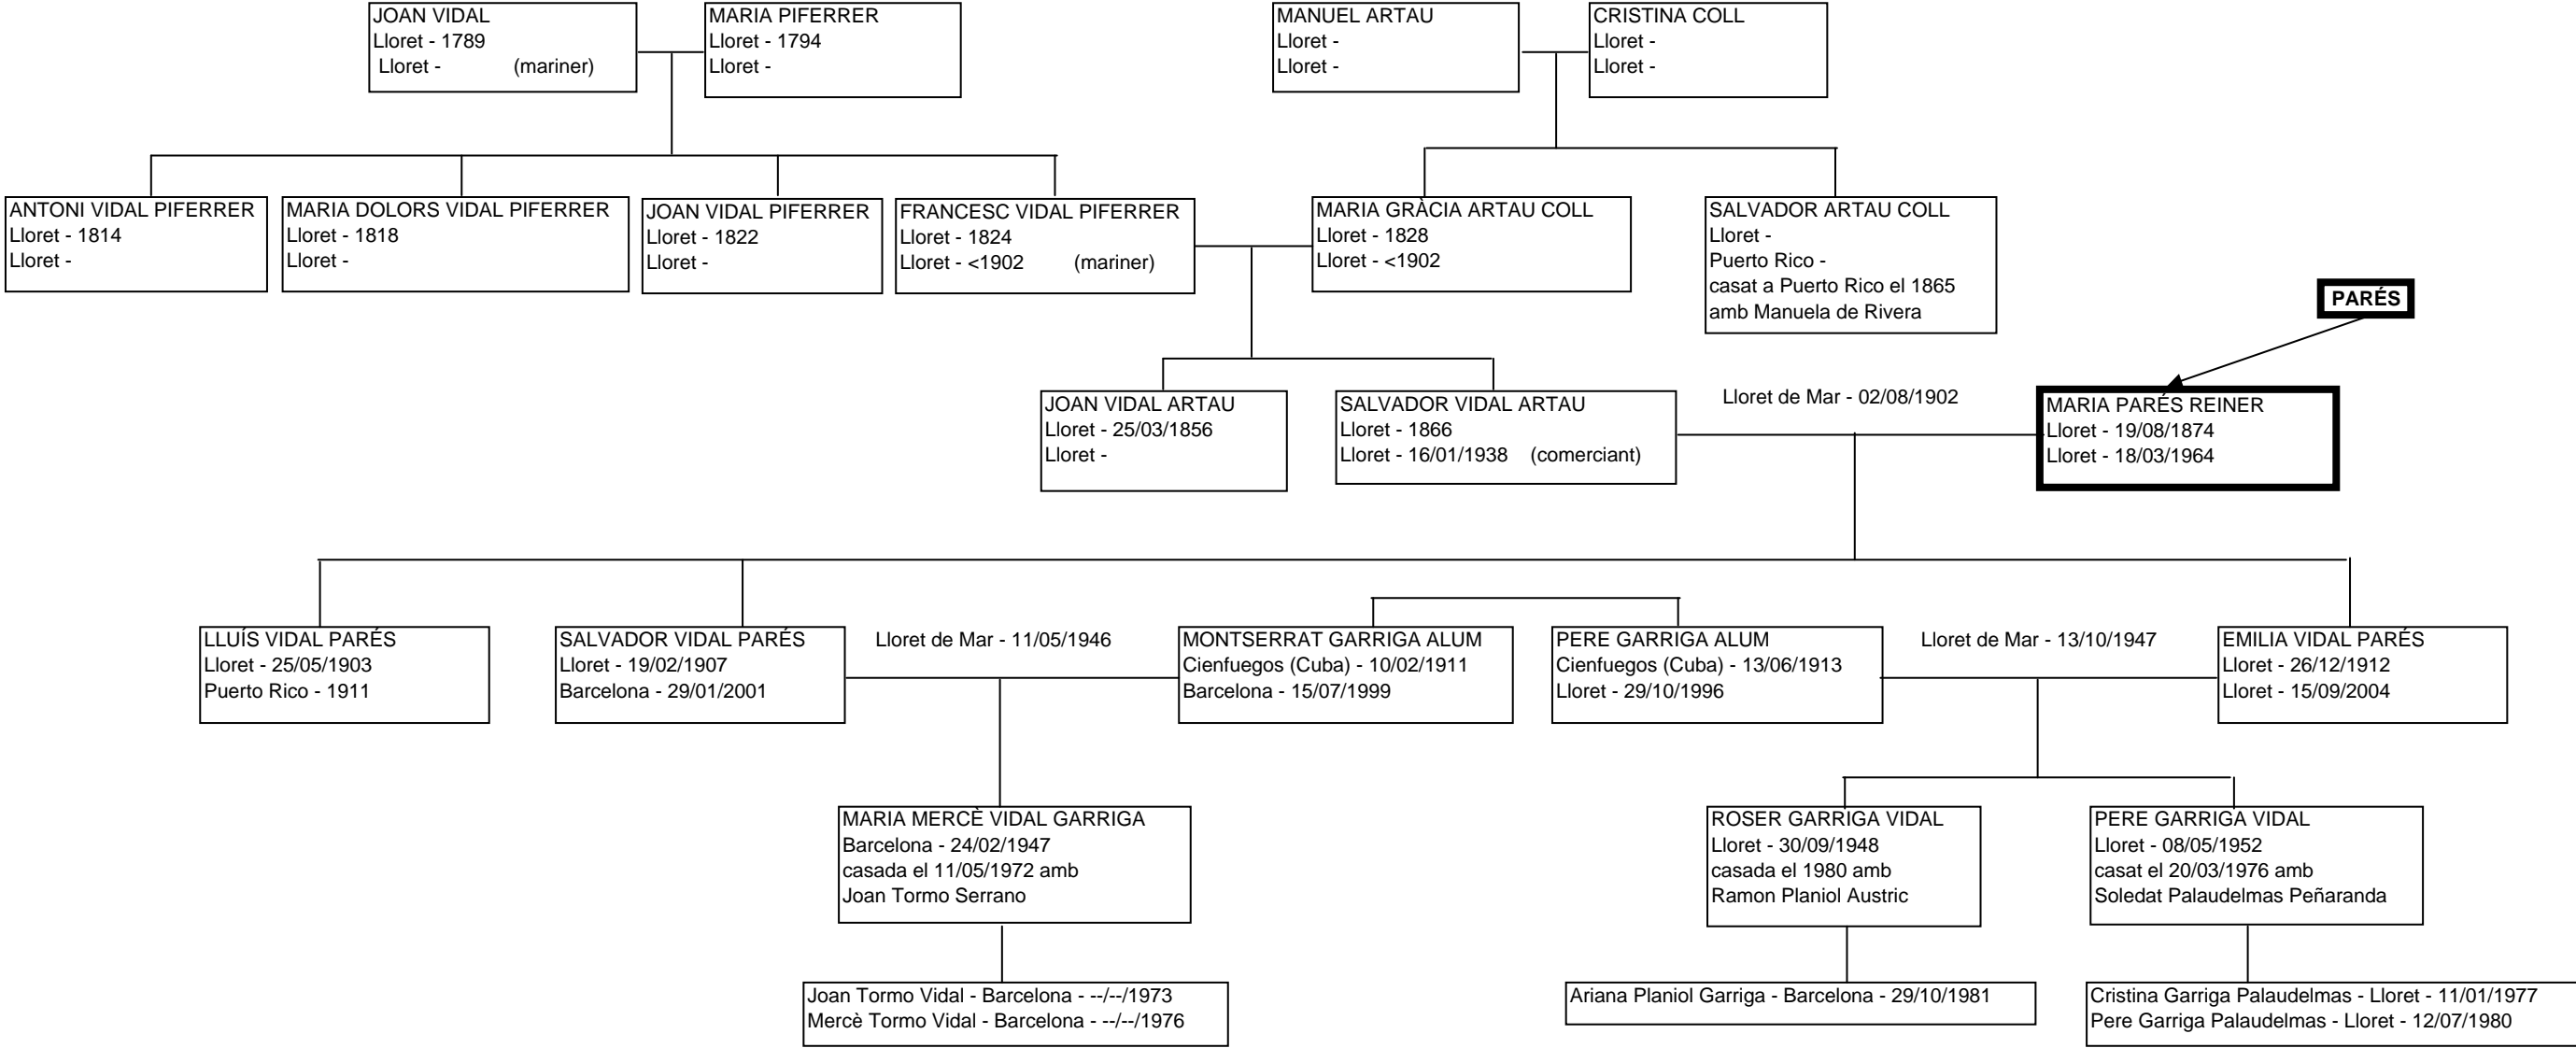 JOAN VIDAL
Lloret - 1789
Lloret - (mariner)
MARIA PIFERRER
Lloret - 1794
Lloret -
MANUEL ARTAU
Lloret -
Lloret -
CRISTINA COLL
Lloret -
Lloret -
ANTONI VIDAL PIFERRER
Lloret - 1814
Lloret -
MARIA DOLORS VIDAL PIFERRER
Lloret - 1818
Lloret -
JOAN VIDAL PIFERRER
Lloret - 1822
Lloret -
FRANCESC VIDAL PIFERRER
Lloret - 1824
Lloret - <1902 (mariner)
MARIA GRÀCIA ARTAU COLL
Lloret - 1828
Lloret - <1902
SALVADOR ARTAU COLL
Lloret -
Puerto Rico -
casat a Puerto Rico el 1865
amb Manuela de Rivera
PARÉS
JOAN VIDAL ARTAU
Lloret - 25/03/1856
Lloret -
SALVADOR VIDAL ARTAU
Lloret - 1866
Lloret - 16/01/1938 (comerciant)
Lloret de Mar - 02/08/1902
MARIA PARÉS REINER
Lloret - 19/08/1874
Lloret - 18/03/1964
LLUÍS VIDAL PARÉS
Lloret - 25/05/1903
Puerto Rico - 1911
SALVADOR VIDAL PARÉS
Lloret - 19/02/1907
Barcelona - 29/01/2001
Lloret de Mar - 11/05/1946
MONTSERRAT GARRIGA ALUM
Cienfuegos (Cuba) - 10/02/1911
Barcelona - 15/07/1999
PERE GARRIGA ALUM
Cienfuegos (Cuba) - 13/06/1913
Lloret - 29/10/1996
Lloret de Mar - 13/10/1947
EMILIA VIDAL PARÉS
Lloret - 26/12/1912
Lloret - 15/09/2004
MARIA MERCÈ VIDAL GARRIGA
Barcelona - 24/02/1947
casada el 11/05/1972 amb
Joan Tormo Serrano
ROSER GARRIGA VIDAL
Lloret - 30/09/1948
casada el 1980 amb
Ramon Planiol Austric
PERE GARRIGA VIDAL
Lloret - 08/05/1952
casat el 20/03/1976 amb
Soledat Palaudelmas Peñaranda
Joan Tormo Vidal - Barcelona - --/--/1973
Mercè Tormo Vidal - Barcelona - --/--/1976
Ariana Planiol Garriga - Barcelona - 29/10/1981
Cristina Garriga Palaudelmas - Lloret - 11/01/1977
Pere Garriga Palaudelmas - Lloret - 12/07/1980